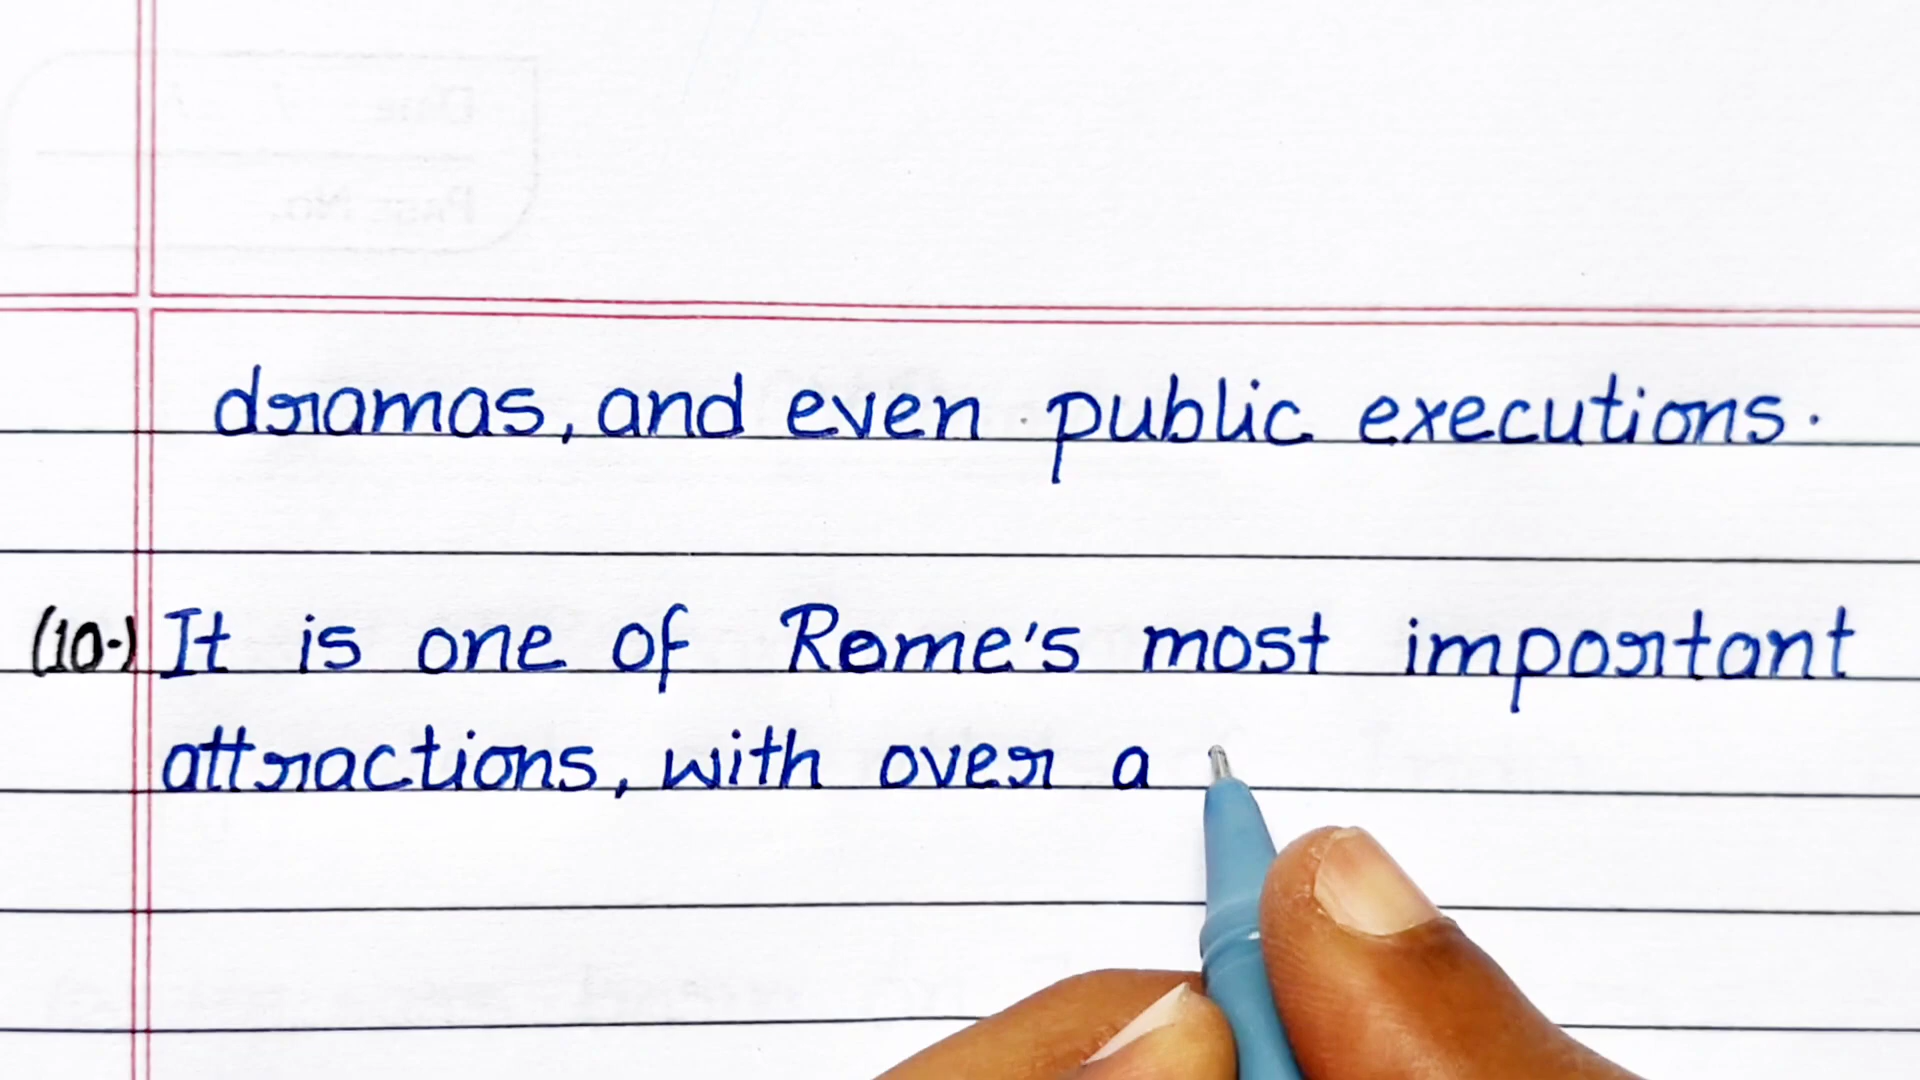 dramas, and even public executions.
(10.) It is one of Rome's most important
attractions, with over a